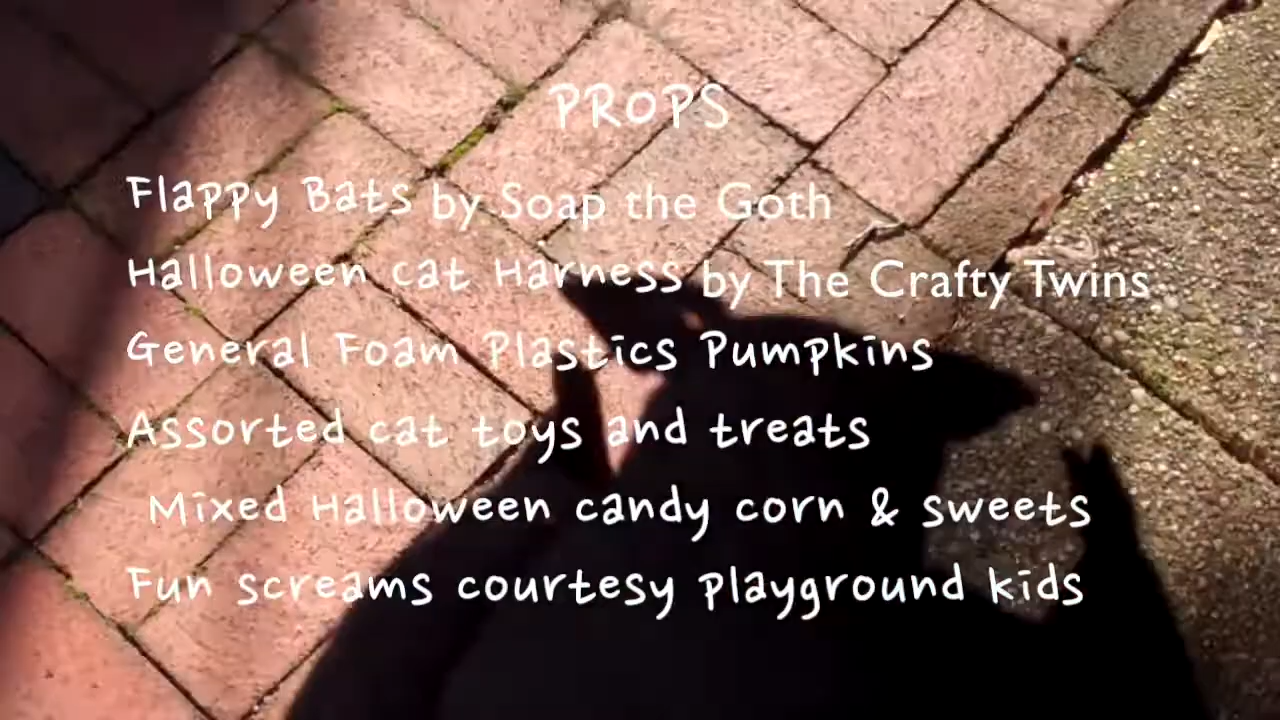 PROPS
Flappy Bats by Soap the Goth
Halloween cat Harness by The Crafty Twins
General Foam Plastics Pumpkins
Assorted cat toys and treats
Mixed Halloween candy corn & sweets
Fun screams courtesy playground kids